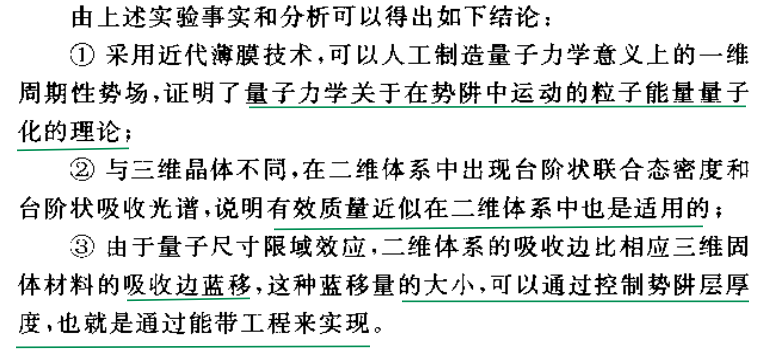 由上述实验事实和分析可以得出如下结论：
① 采用近代薄膜技术，可以人工制造量子力学意义上的一维
周期性势场，证明了量子力学关于在势阱中运动的粒子能量量子
化的理论；
② 与三维晶体不同，在二维体系中出现台阶状联合态密度和
台阶状吸收光谱，说明有效质量近似在二维体系中也是适用的；
③ 由于量子尺寸限域效应，二维体系的吸收边比相应三维固
体材料的吸收边蓝移，这种蓝移量的大小，可以通过控制势阱层厚
度，也就是通过能带工程来实现。